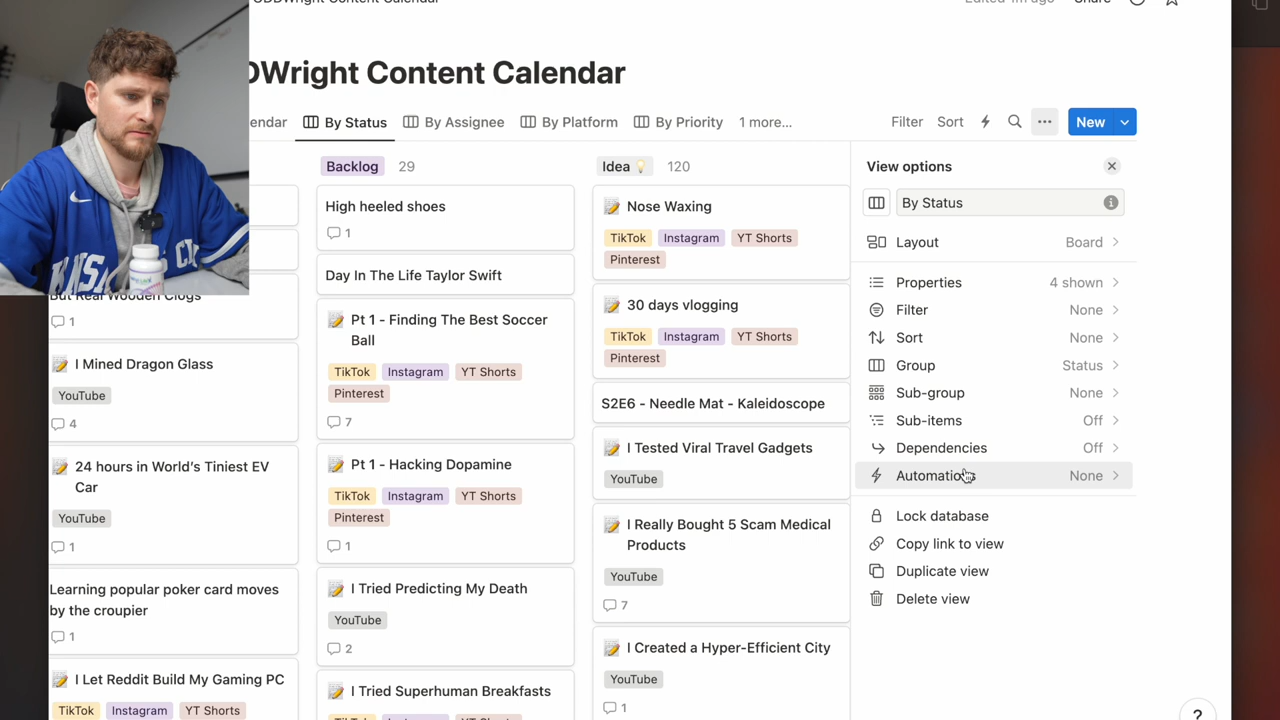 Edited 1m ago
Share
DWright Content Calendar
endar
By Status
By Assignee
By Platform
By Priority
1 more...
Filter
Sort
New
But Real Wooden Clogs
1
I Mined Dragon Glass
YouTube
4
24 hours in World's Tiniest EV
Car
YouTube
1
Learning popular poker card moves
by the croupier
1
I Let Reddit Build My Gaming PC
TikTok Instagram YT Shorts
Backlog 29
High heeled shoes
1
Day In The Life Taylor Swift
Pt 1 - Finding The Best Soccer
Ball
TikTok Instagram YT Shorts
Pinterest
7
Pt 1 - Hacking Dopamine
TikTok Instagram YT Shorts
Pinterest
1
I Tried Predicting My Death
YouTube
2
I Tried Superhuman Breakfasts
Idea 💡 120
Nose Waxing
TikTok Instagram YT Shorts
Pinterest
30 days vlogging
TikTok Instagram YT Shorts
Pinterest
S2E6 - Needle Mat - Kaleidoscope
I Tested Viral Travel Gadgets
YouTube
I Really Bought 5 Scam Medical
Products
YouTube
7
I Created a Hyper-Efficient City
YouTube
1
View options
By Status
Layout Board
Properties 4 shown
Filter None
Sort None
Group Status
Sub-group None
Sub-items Off
Dependencies Off
Automations None
Lock database
Copy link to view
Duplicate view
Delete view
?